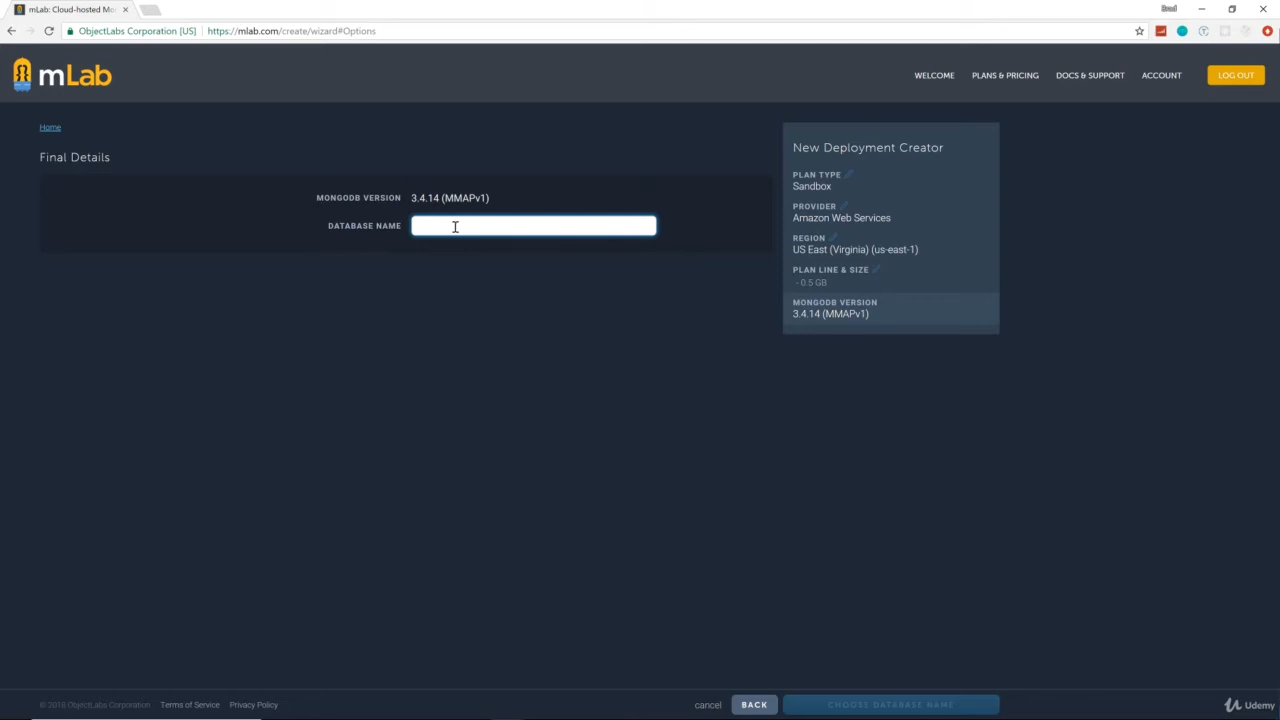 mLab: Cloud-hosted Mo
Brad
ObjectLabs Corporation [US] https://mlab.com/create/wizard#Options
mLab
WELCOME PLANS & PRICING DOCS & SUPPORT ACCOUNT LOG OUT
Home
Final Details
MONGODB VERSION 3.4.14 (MMAPv1)
DATABASE NAME
New Deployment Creator
PLAN TYPE
Sandbox
PROVIDER
Amazon Web Services
REGION
US East (Virginia) (us-east-1)
PLAN LINE & SIZE
- 0.5 GB
MONGODB VERSION
3.4.14 (MMAPv1)
© 2018 ObjectLabs Corporation Terms of Service Privacy Policy
cancel BACK CHOOSE DATABASE NAME
Udemy